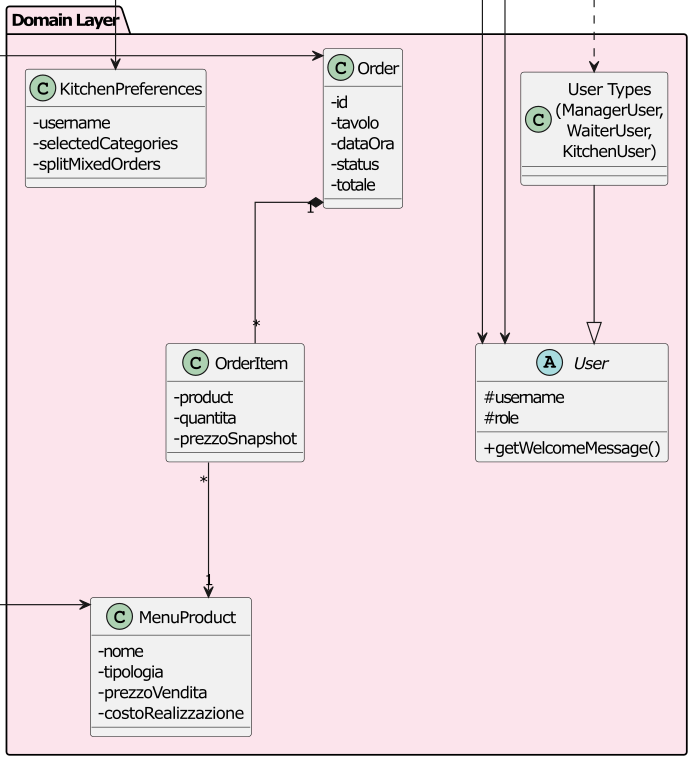 Domain Layer
C KitchenPreferences
-username
-selectedCategories
-splitMixedOrders
C Order
-id
-tavolo
-dataOra
-status
-totale
1
*
C User Types
(ManagerUser,
WaiterUser,
KitchenUser)
C OrderItem
-product
-quantita
-prezzoSnapshot
*
1
A User
#username
#role
+getWelcomeMessage()
C MenuProduct
-nome
-tipologia
-prezzoVendita
-costoRealizzazione